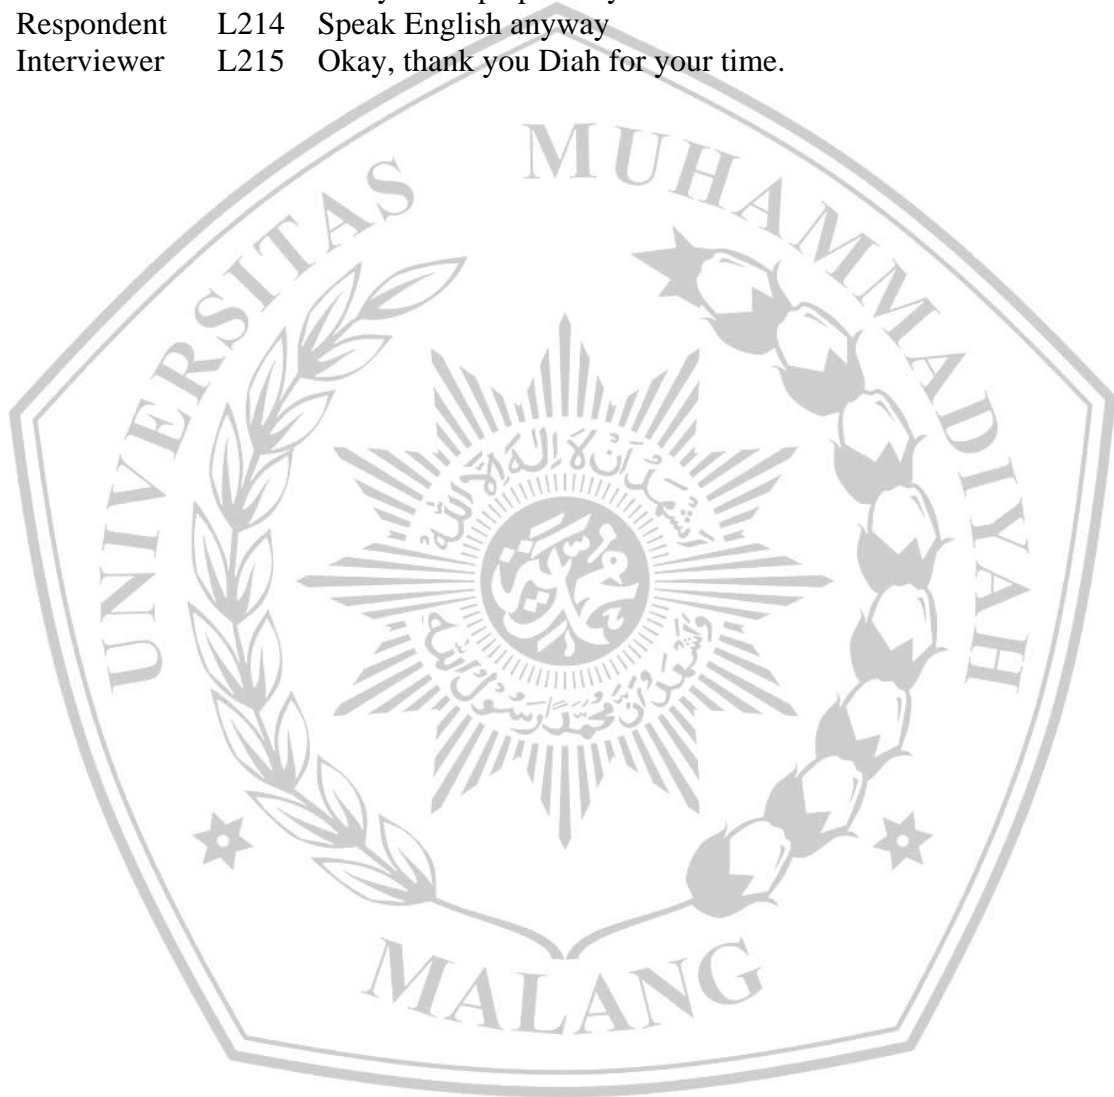 Respondent L214 Speak English anyway
Interviewer L215 Okay, thank you Diah for your time.
UNIVERSITAS MUHAMMADIYAH
MALANG